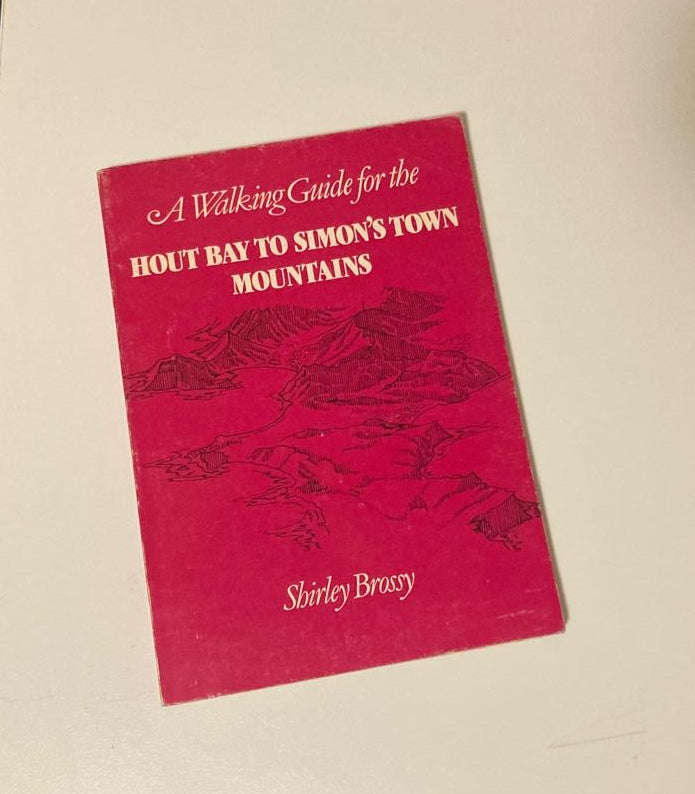 A Walking Guide for the
HOUT BAY TO SIMON'S TOWN
MOUNTAINS
Shirley Brossy